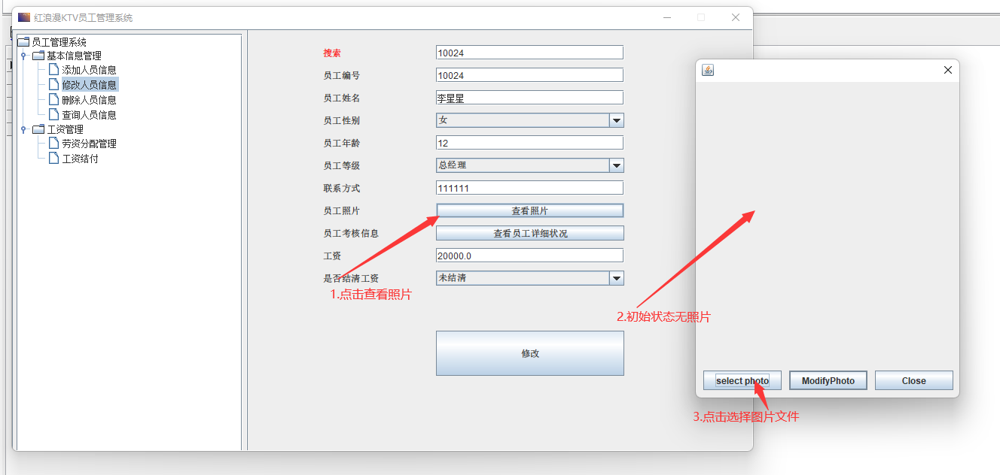 红浪漫KTV员工管理系统
员工管理系统
基本信息管理
添加人员信息
修改人员信息
删除人员信息
查询人员信息
工资管理
劳资分配管理
工资结付
搜索 10024
员工编号 10024
员工姓名 李星星
员工性别 女
员工年龄 12
员工等级 总经理
联系方式 111111
员工照片 查看照片
员工考核信息 查看员工详细状况
工资 20000.0
是否结清工资 未结清
1.点击查看照片
修改
2.初始状态无照片
select photo ModifyPhoto Close
3.点击选择图片文件